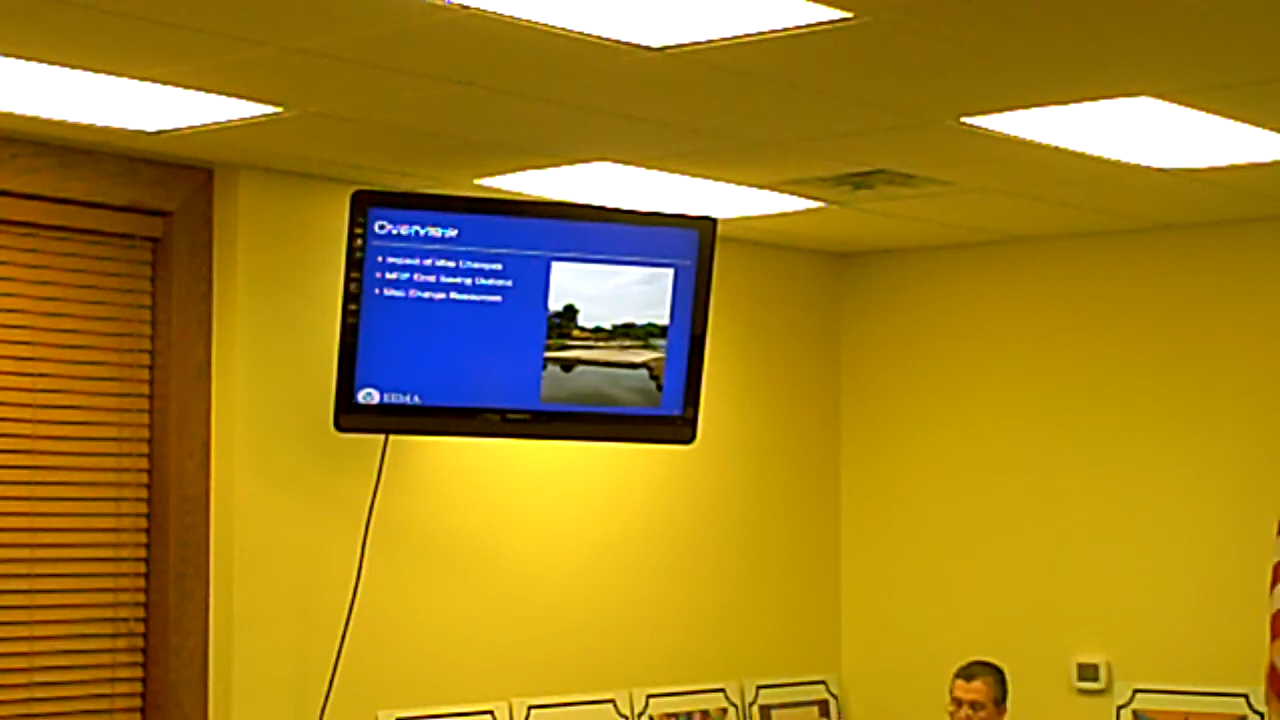 Overview
Impact of Map Changes
NFIP Cost Saving Options
Map Change Resources
FEMA